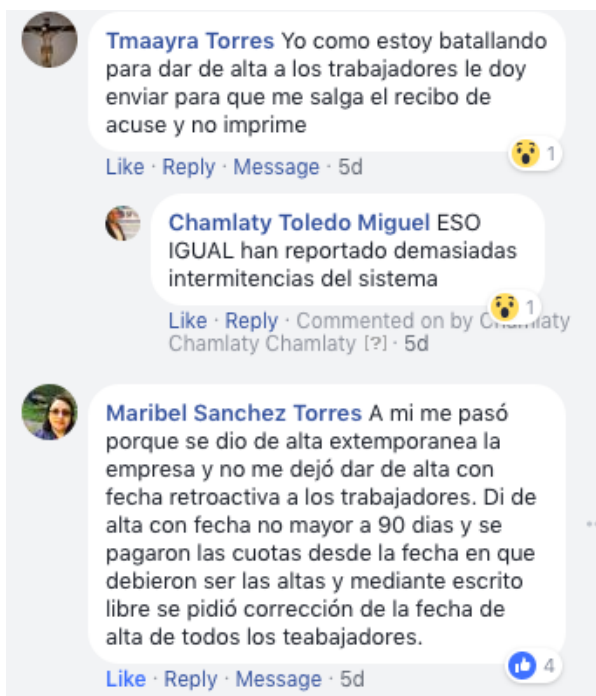 Tmaayra Torres Yo como estoy batallando
para dar de alta a los trabajadores le doy
enviar para que me salga el recibo de
acuse y no imprime
1
Like · Reply · Message · 5d
Chamlaty Toledo Miguel ESO
IGUAL han reportado demasiadas
intermitencias del sistema
1
Like · Reply · Commented on by Chamlaty
Chamlaty Chamlaty [?] · 5d
Maribel Sanchez Torres A mi me pasó
porque se dio de alta extemporanea la
empresa y no me dejó dar de alta con
fecha retroactiva a los trabajadores. Di de
alta con fecha no mayor a 90 dias y se
pagaron las cuotas desde la fecha en que
debieron ser las altas y mediante escrito
libre se pidió corrección de la fecha de
alta de todos los teabajadores.
4
Like · Reply · Message · 5d